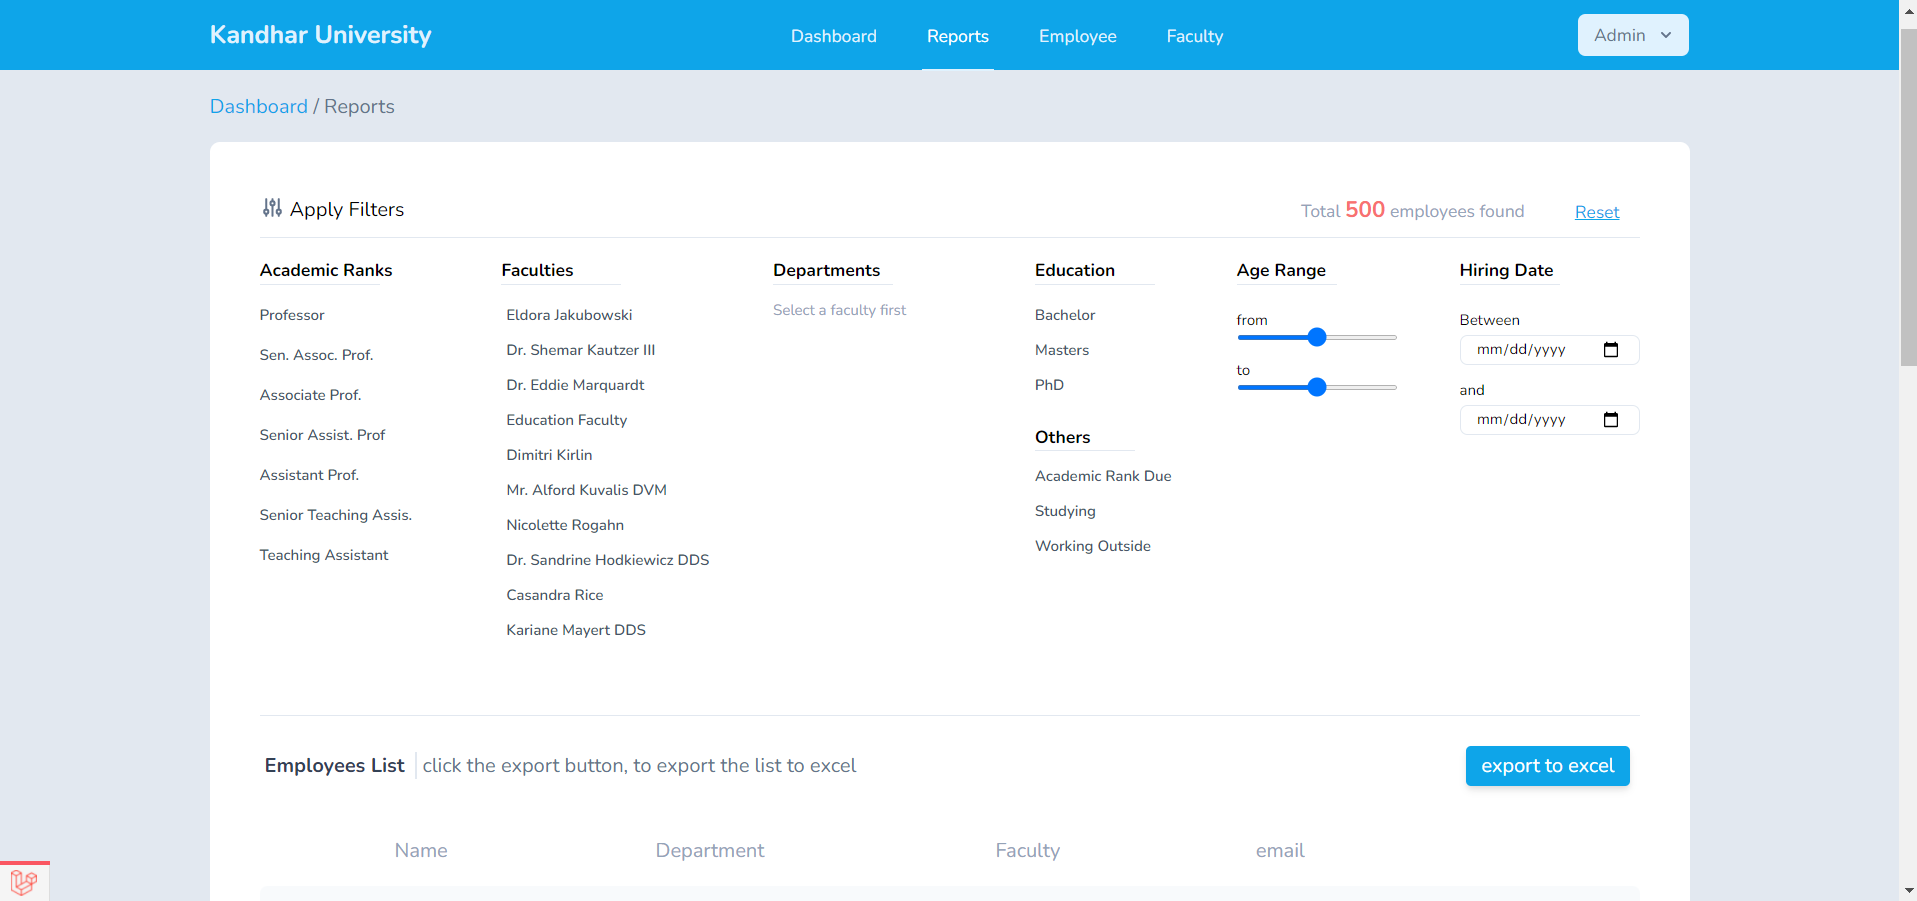 Kandhar University
Dashboard Reports Employee Faculty
Admin
Dashboard / Reports
Apply Filters
Total 500 employees found
Reset
Academic Ranks
Professor
Sen. Assoc. Prof.
Associate Prof.
Senior Assist. Prof
Assistant Prof.
Senior Teaching Assis.
Teaching Assistant
Faculties
Eldora Jakubowski
Dr. Shemar Kautzer III
Dr. Eddie Marquardt
Education Faculty
Dimitri Kirlin
Mr. Alford Kuvalis DVM
Nicolette Rogahn
Dr. Sandrine Hodkiewicz DDS
Casandra Rice
Kariane Mayert DDS
Departments
Select a faculty first
Education
Bachelor
Masters
PhD
Others
Academic Rank Due
Studying
Working Outside
Age Range
from
to
Hiring Date
Between
mm/dd/yyyy
and
mm/dd/yyyy
Employees List
click the export button, to export the list to excel
export to excel
Name Department Faculty email